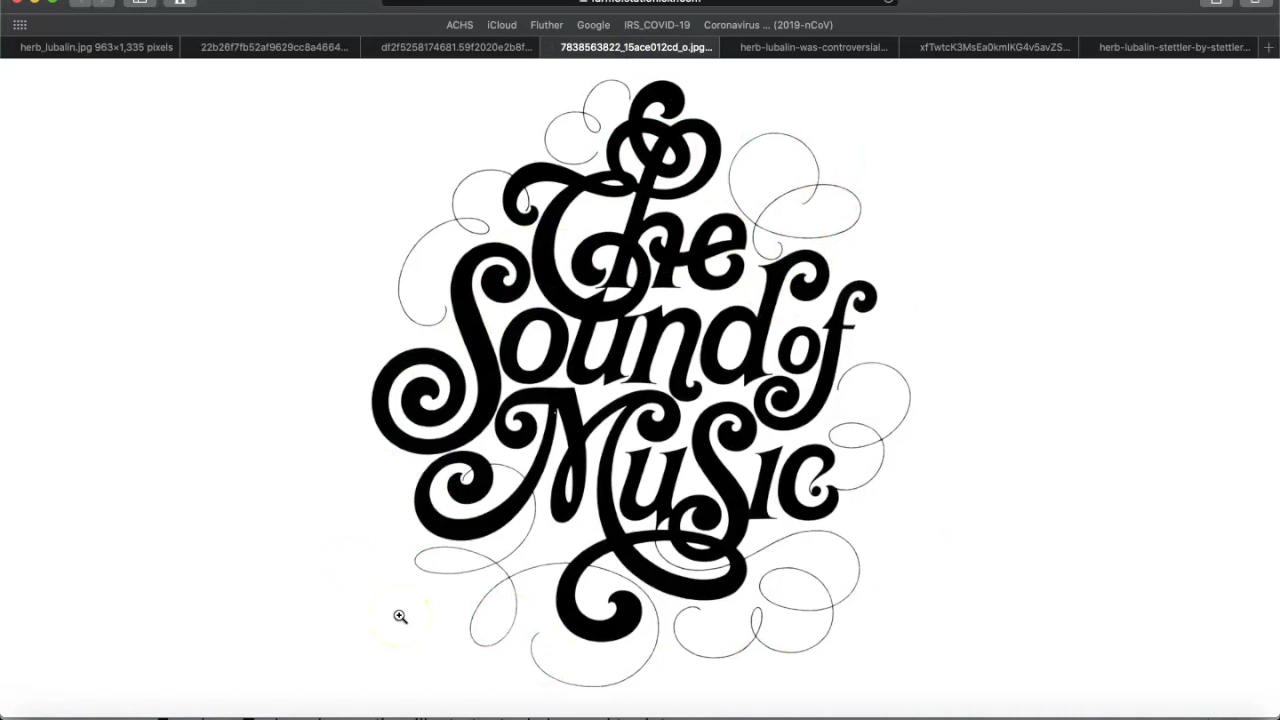 ACHS iCloud Fluther Google IRS_COVID-19 Coronavirus ... (2019-nCoV)
herb_lubalin.jpg 963×1,335 pixels 22b26f7fb52af9629cc8a4664... df2f5258174681.59f2020e2b8f... 7838563822_15ace012cd_o.jpg... herb-lubalin-was-controversial... xfTwtcK3MsEa0kmIKG4v5avZS... herb-lubalin-stettler-by-stettler...
The
Sound of
Music